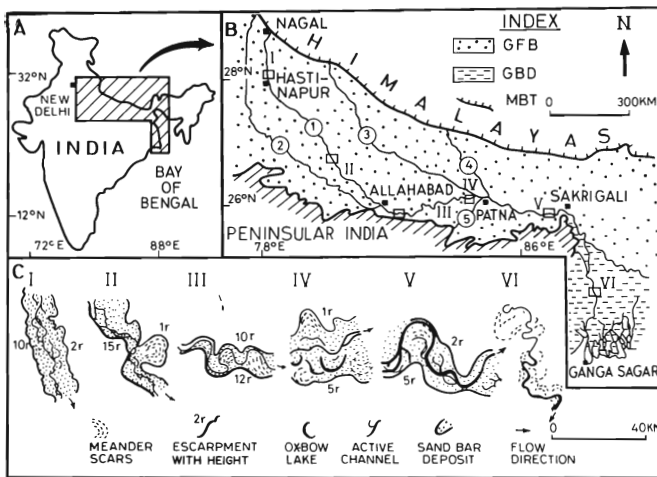 A
32°N
NEW
DELHI
INDIA
BAY
OF
BENGAL
12°N
72°E
88°E
B
NAGAL
I
28°N
HASTI-
NAPUR
HIMALAYAS
INDEX
GFB
GBD
MBT
N
0 300KM
1
2
3
4
5
II
ALLAHABAD
IV
III
PATNA
V
SAKRIGALI
26°N
PENINSULAR INDIA
78°E
86°E
VI
GANGA SAGAR
C
I II III IV V VI
10r 2r
15r 1r
10r
12r
1r
5r
2r
5r
2r
MEANDER
SCARS
ESCARPMENT
WITH HEIGHT
OXBOW
LAKE
ACTIVE
CHANNEL
SAND BAR
DEPOSIT
FLOW
DIRECTION
0 40KM